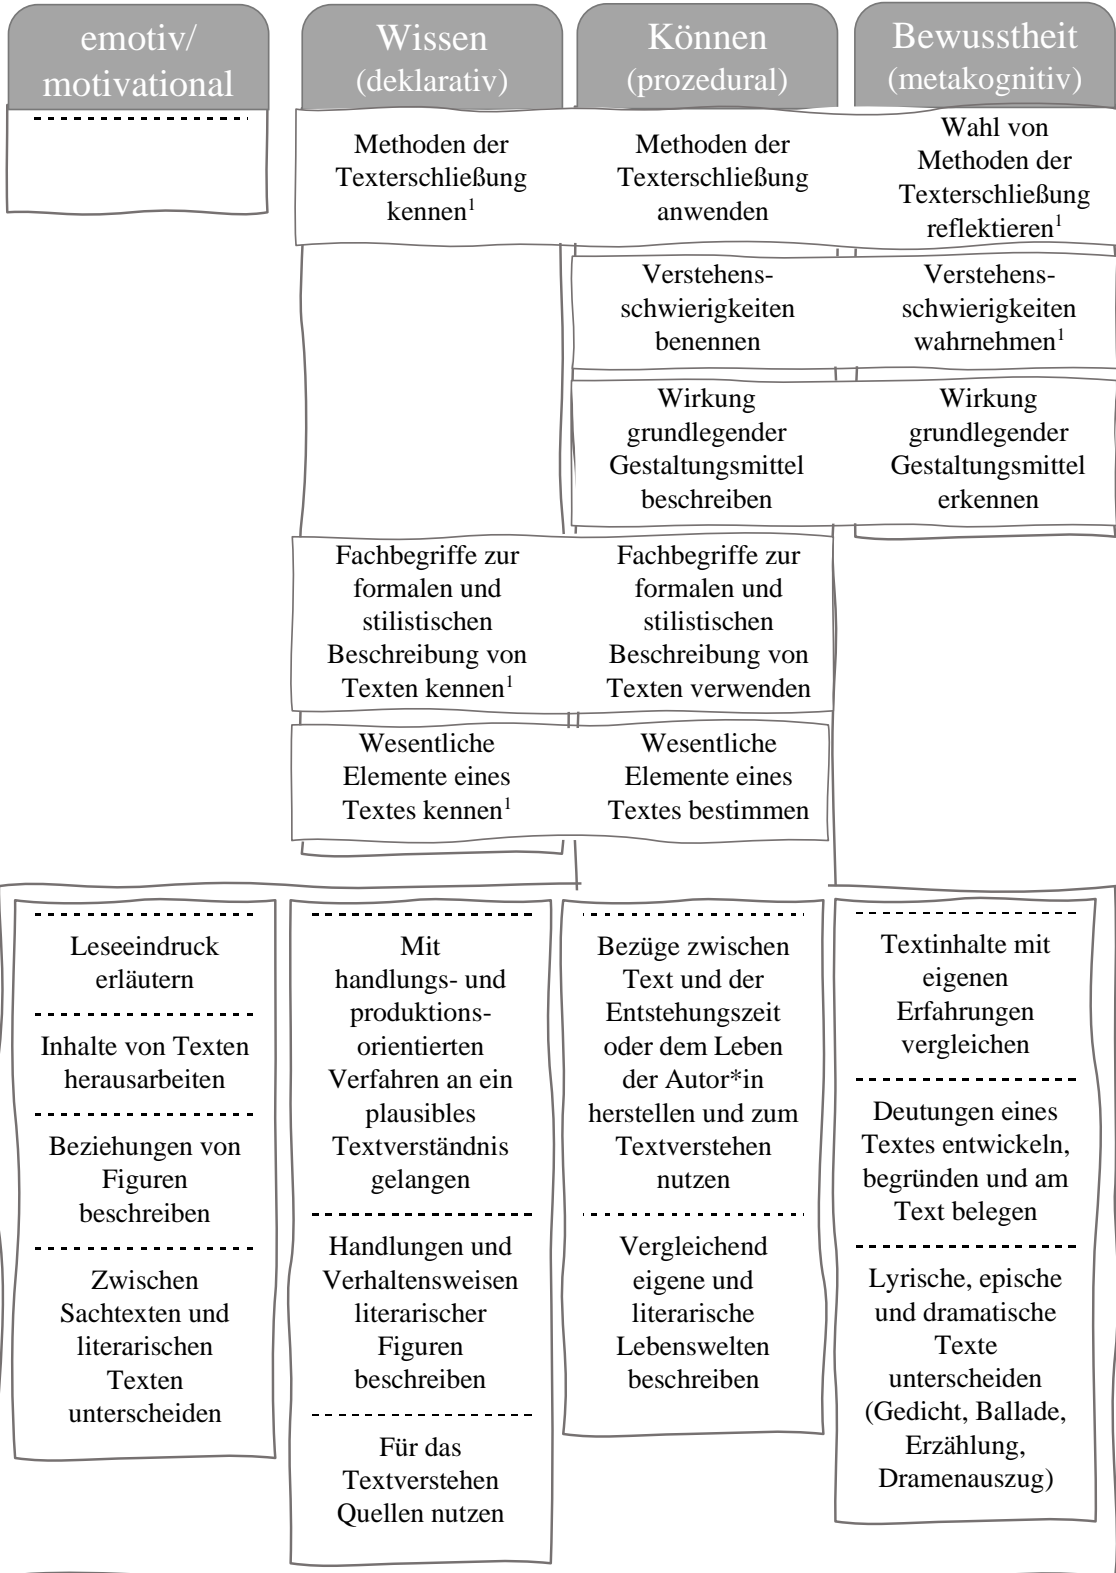 emotiv/
motivational
Wissen
(deklarativ)
Können
(prozedural)
Bewusstheit
(metakognitiv)
Methoden der
Texterschließung
kennen¹
Methoden der
Texterschließung
anwenden
Wahl von
Methoden der
Texterschließung
reflektieren¹
Verstehens-
schwierigkeiten
benennen
Verstehens-
schwierigkeiten
wahrnehmen¹
Wirkung
grundlegender
Gestaltungsmittel
beschreiben
Wirkung
grundlegender
Gestaltungsmittel
erkennen
Fachbegriffe zur
formalen und
stilistischen
Beschreibung von
Texten kennen¹
Fachbegriffe zur
formalen und
stilistischen
Beschreibung von
Texten verwenden
Wesentliche
Elemente eines
Textes kennen¹
Wesentliche
Elemente eines
Textes bestimmen
Leseeindruck
erläutern
Inhalte von Texten
herausarbeiten
Beziehungen von
Figuren
beschreiben
Zwischen
Sachtexten und
literarischen
Texten
unterscheiden
Mit
handlungs- und
produktions-
orientierten
Verfahren an ein
plausibles
Textverständnis
gelangen
Handlungen und
Verhaltensweisen
literarischer
Figuren
beschreiben
Für das
Textverstehen
Quellen nutzen
Bezüge zwischen
Text und der
Entstehungszeit
oder dem Leben
der Autor*in
herstellen und zum
Textverstehen
nutzen
Vergleichend
eigene und
literarische
Lebenswelten
beschreiben
Textinhalte mit
eigenen
Erfahrungen
vergleichen
Deutungen eines
Textes entwickeln,
begründen und am
Text belegen
Lyrische, epische
und dramatische
Texte
unterscheiden
(Gedicht, Ballade,
Erzählung,
Dramenauszug)